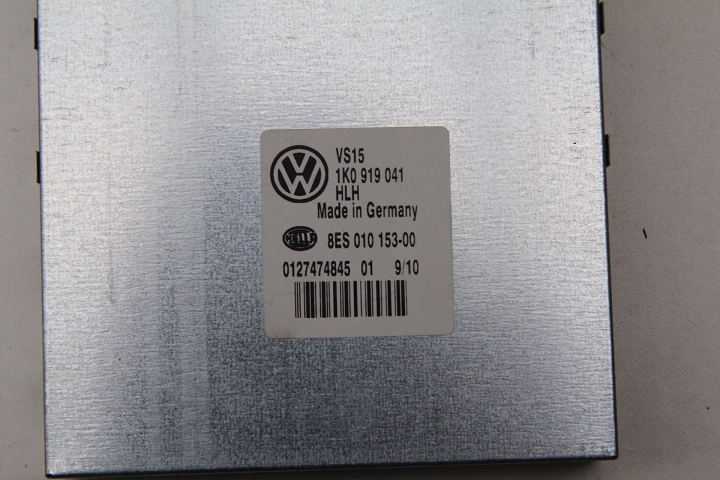 VS15
1K0 919 041
HLH
Made in Germany
HELLA 8ES 010 153-00
0127474845 01 9/10